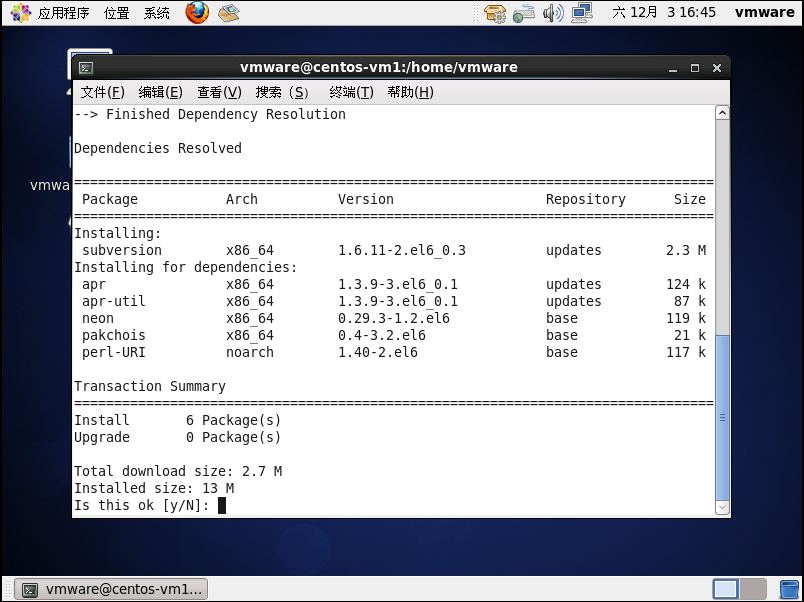 应用程序 位置 系统 六 12月 3 16:45 vmware
vmware@centos-vm1:/home/vmware
文件(F) 编辑(E) 查看(V) 搜索 (S) 终端(T) 帮助(H)
--> Finished Dependency Resolution
Dependencies Resolved
================================================================================
Package Arch Version Repository Size
================================================================================
Installing:
subversion x86_64 1.6.11-2.el6_0.3 updates 2.3 M
Installing for dependencies:
apr x86_64 1.3.9-3.el6_0.1 updates 124 k
apr-util x86_64 1.3.9-3.el6_0.1 updates 87 k
neon x86_64 0.29.3-1.2.el6 base 119 k
pakchois x86_64 0.4-3.2.el6 base 21 k
perl-URI noarch 1.40-2.el6 base 117 k
Transaction Summary
================================================================================
Install 6 Package(s)
Upgrade 0 Package(s)
Total download size: 2.7 M
Installed size: 13 M
Is this ok [y/N]:
vmwa
vmware@centos-vm1...